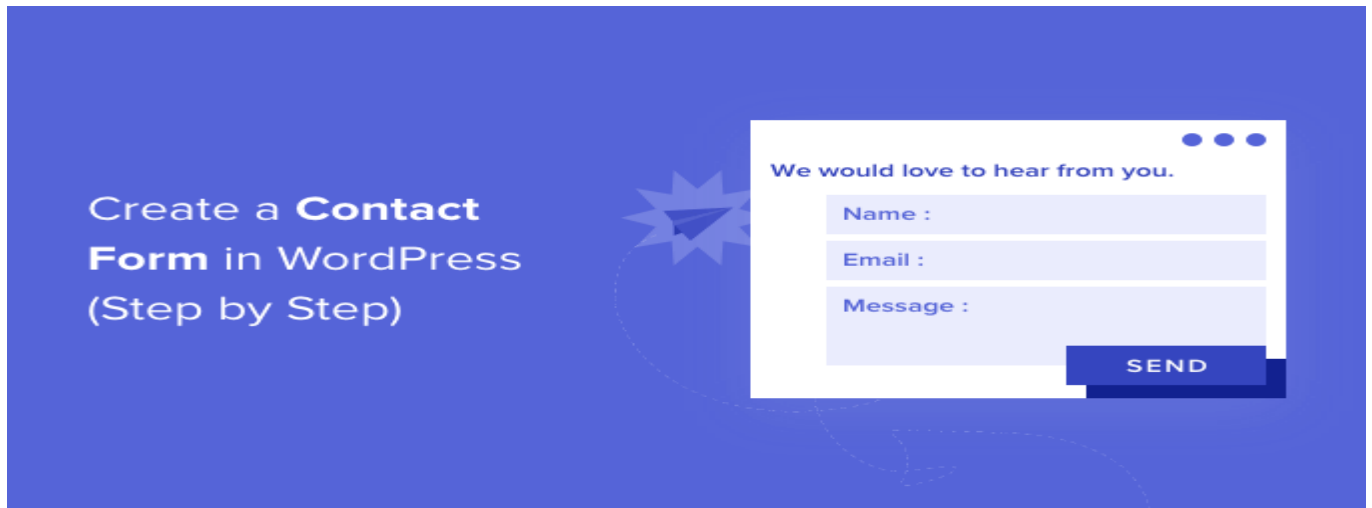 Create a Contact
Form in WordPress
(Step by Step)
We would love to hear from you.
Name :
Email :
Message :
SEND